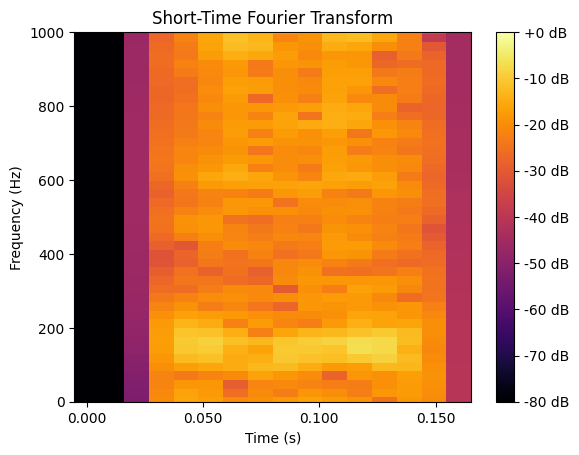 Short-Time Fourier Transform
1000
800
600
400
200
0
Frequency (Hz)
0.000
0.050
0.100
0.150
Time (s)
+0 dB
-10 dB
-20 dB
-30 dB
-40 dB
-50 dB
-60 dB
-70 dB
-80 dB